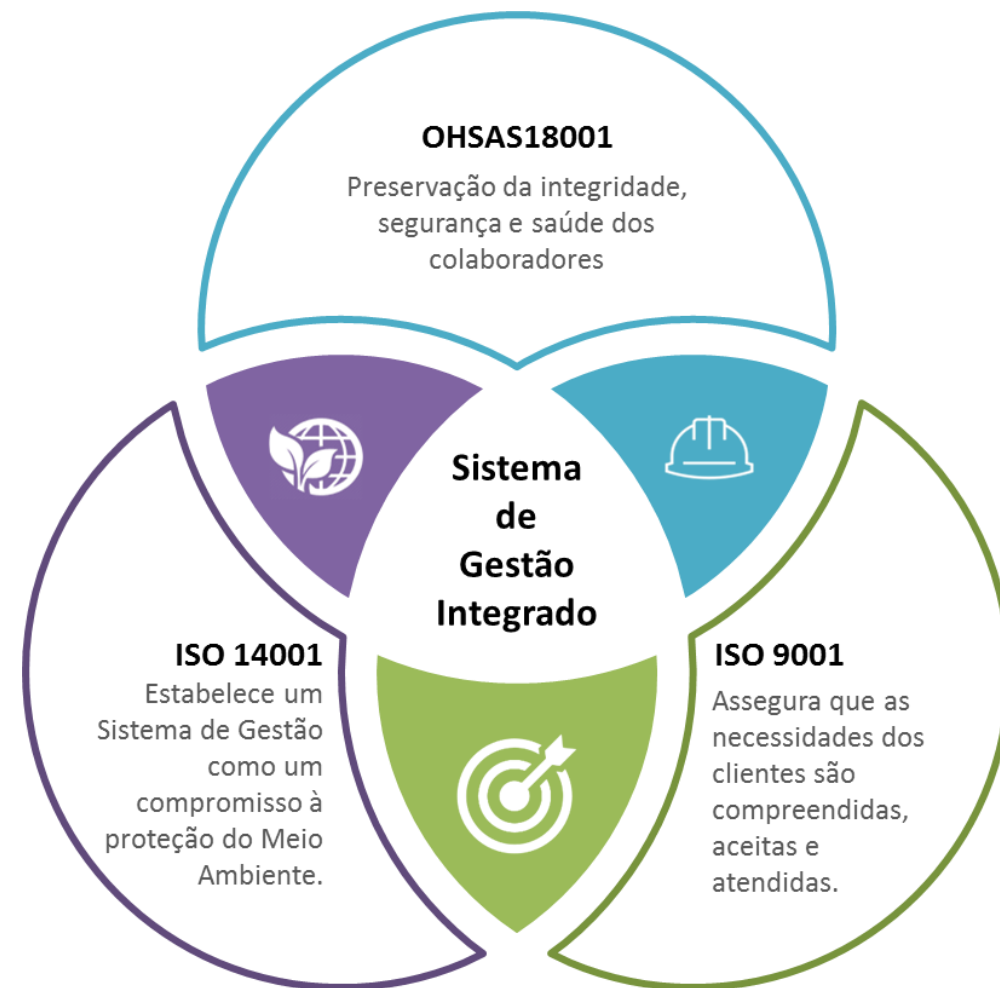 OHSAS18001
Preservação da integridade,
segurança e saúde dos
colaboradores
Sistema
de
Gestão
Integrado
ISO 14001
Estabelece um
Sistema de Gestão
como um
compromisso à
proteção do Meio
Ambiente.
ISO 9001
Assegura que as
necessidades dos
clientes são
compreendidas,
aceitas e
atendidas.